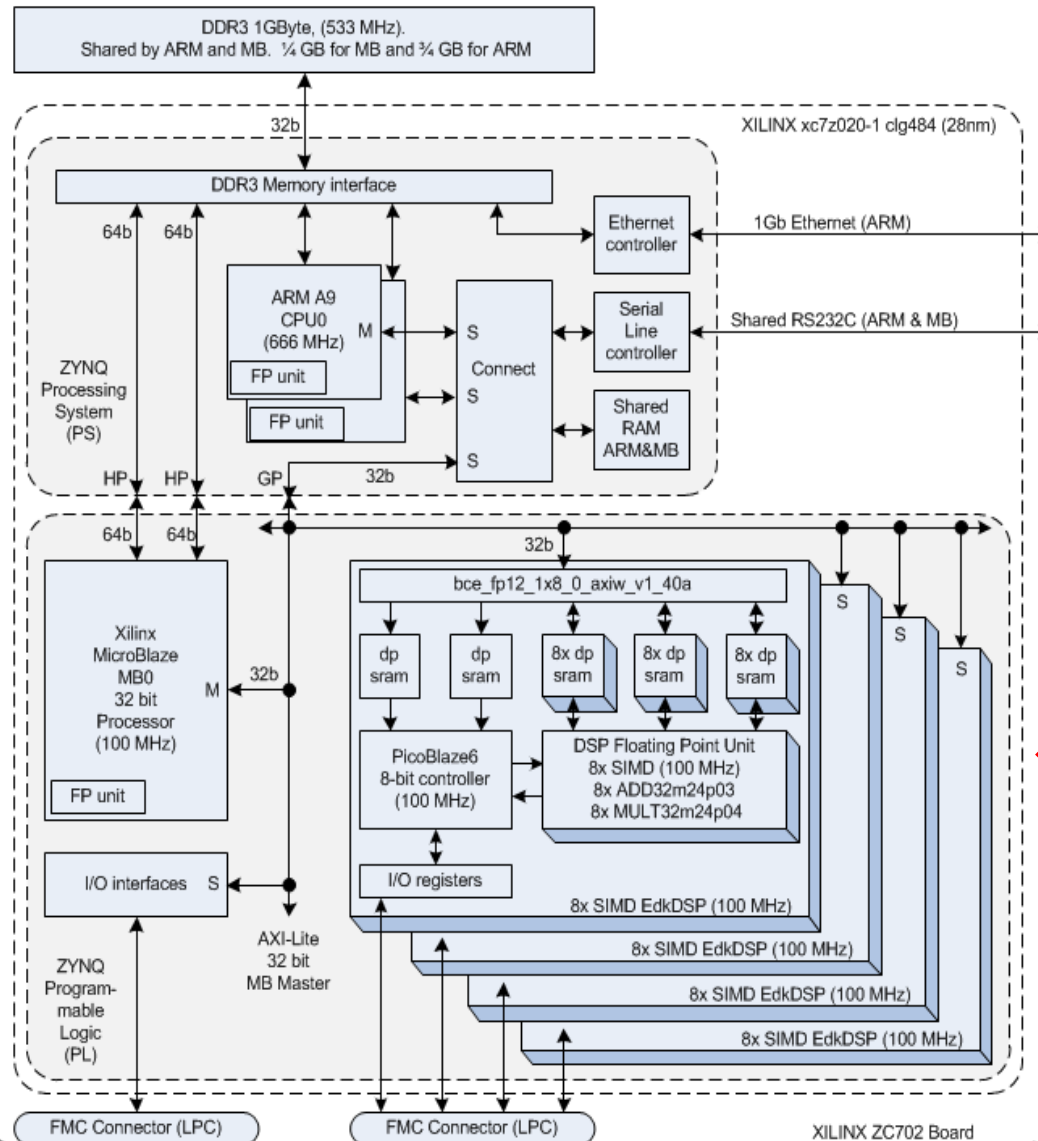 DDR3 1GByte, (533 MHz).
Shared by ARM and MB. ¼ GB for MB and ¾ GB for ARM
32b
XILINX xc7z020-1 clg484 (28nm)
DDR3 Memory interface
64b
64b
Ethernet
controller
1Gb Ethernet (ARM)
ARM A9
CPU0
(666 MHz)
M
FP unit
FP unit
S
Connect
S
S
Serial
Line
controller
Shared RS232C (ARM & MB)
Shared
RAM
ARM&MB
ZYNQ
Processing
System
(PS)
HP
HP
GP
32b
64b
64b
32b
Xilinx
MicroBlaze
MB0
32 bit
Processor
(100 MHz)
M
FP unit
32b
bce_fp12_1x8_0_axiw_v1_40a
dp
sram
dp
sram
8x dp
sram
8x dp
sram
8x dp
sram
PicoBlaze6
8-bit controller
(100 MHz)
DSP Floating Point Unit
8x SIMD (100 MHz)
8x ADD32m24p03
8x MULT32m24p04
I/O registers
8x SIMD EdkDSP (100 MHz)
S
8x SIMD EdkDSP (100 MHz)
S
8x SIMD EdkDSP (100 MHz)
S
8x SIMD EdkDSP (100 MHz)
I/O interfaces
S
AXI-Lite
32 bit
MB Master
ZYNQ
Program-
mable
Logic
(PL)
FMC Connector (LPC)
FMC Connector (LPC)
XILINX ZC702 Board